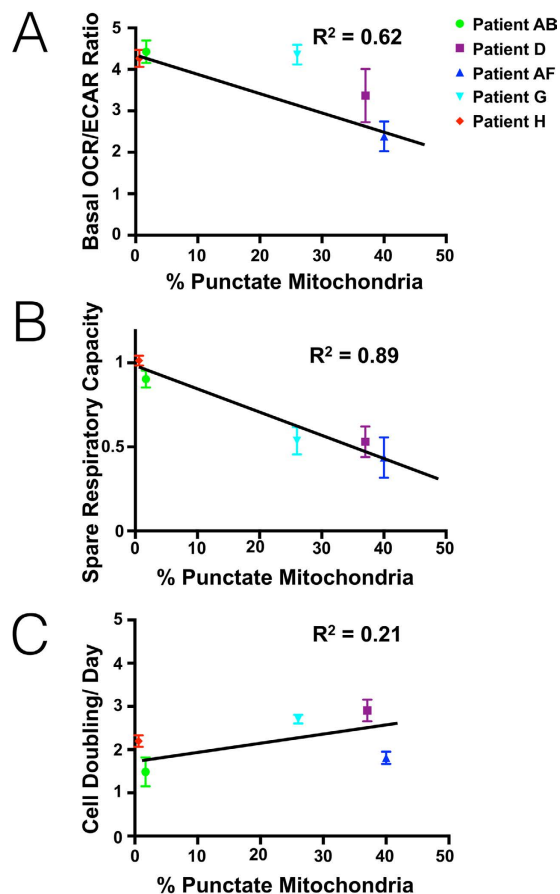 A
Basal OCR/ECAR Ratio
5
4
3
2
1
0
R² = 0.62
Patient AB
Patient D
Patient AF
Patient G
Patient H
0 10 20 30 40 50
% Punctate Mitochondria
B
Spare Respiratory Capacity
1
0.5
0
R² = 0.89
0 10 20 30 40 50
% Punctate Mitochondria
C
Cell Doubling/ Day
5
4
3
2
1
0
R² = 0.21
0 10 20 30 40 50
% Punctate Mitochondria